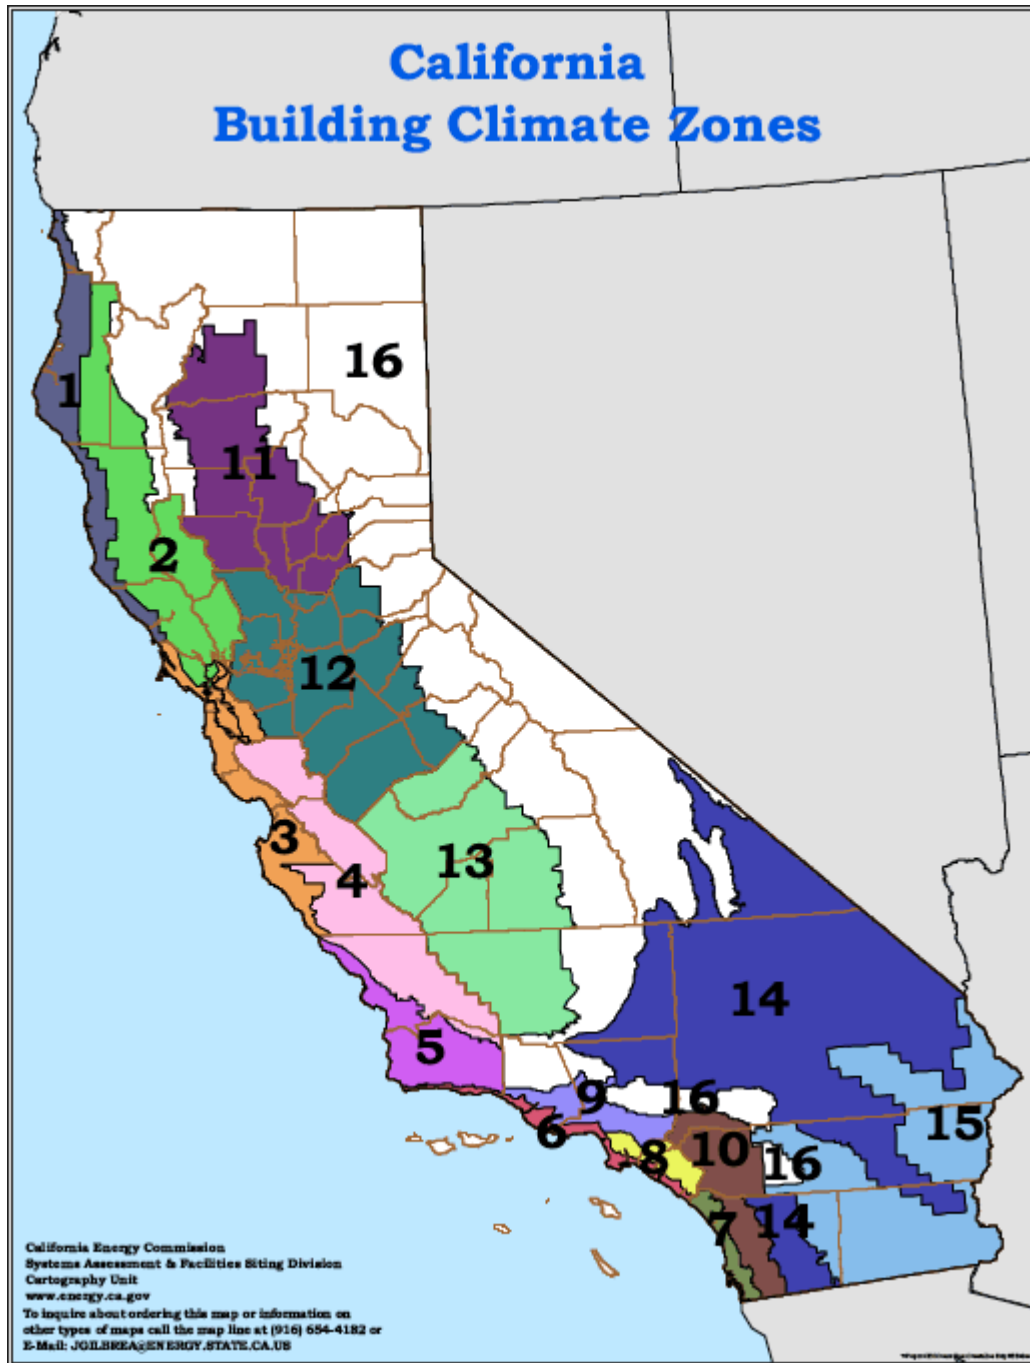 California
Building Climate Zones
16
1
11
2
12
3
13
4
14
5
9
16
6
15
8
10
16
7
14
California Energy Commission
Systems Assessment & Facilities Siting Division
Cartography Unit
www.energy.ca.gov
To inquire about ordering this map or information on
other types of maps call the map line at (916) 654-4182 or
E-Mail: JGILBREA@ENERGY.STATE.CA.US